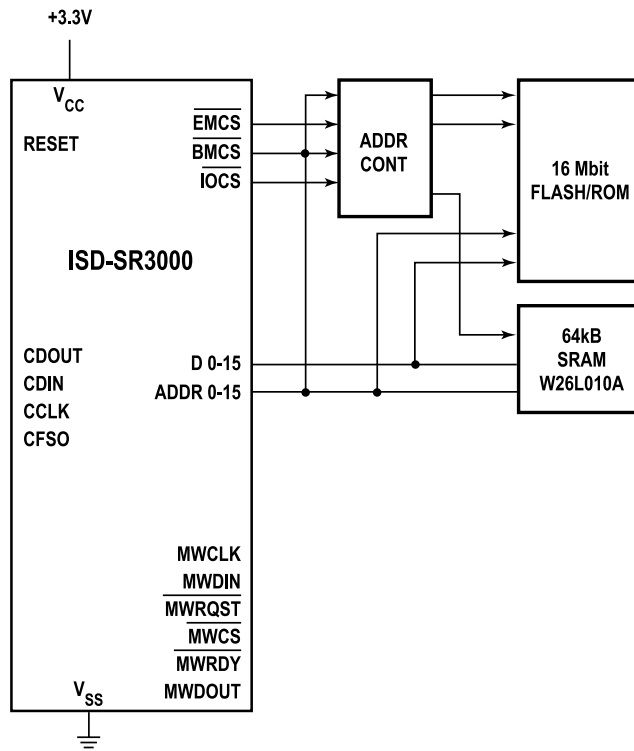 +3.3V
VCC
RESET
EMCS
BMCS
IOCS
ADDR
CONT
16 Mbit
FLASH/ROM
ISD-SR3000
CDOUT
CDIN
CCLK
CFSO
D 0-15
ADDR 0-15
64kB
SRAM
W26L010A
MWCLK
MWDIN
MWRQST
MWCS
MWRDY
MWDOUT
VSS